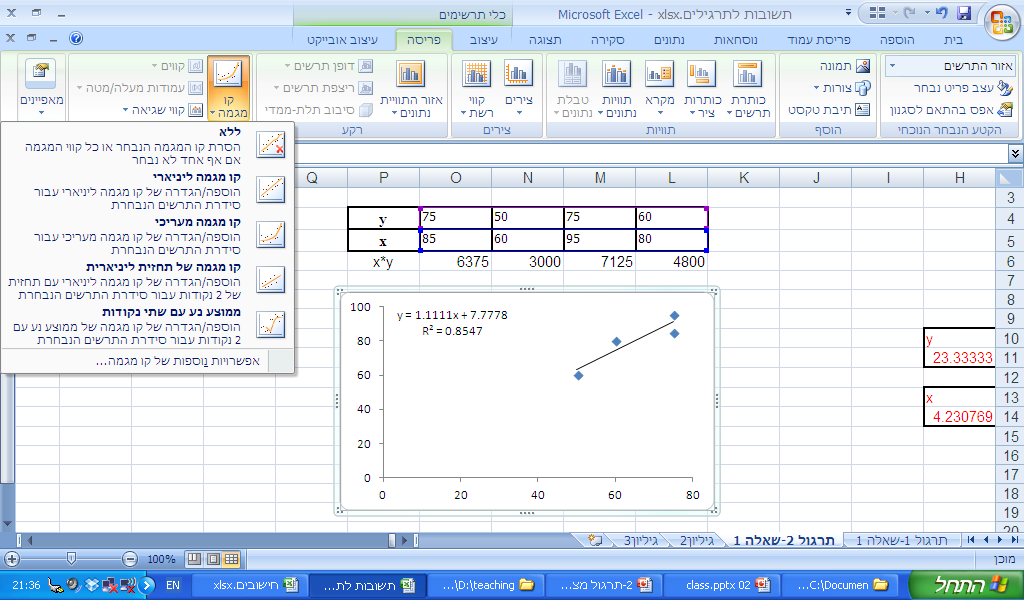 תשובות לתרגילים.xlsx - Microsoft Excel
כלי תרשימים
בית
הוספה
פריסת עמוד
נוסחאות
נתונים
סקירה
תצוגה
עיצוב
פריסה
עיצוב אובייקט
אזור התרשים
עצב פריט נבחר
אפס בהתאם לסגנון
הקטע הנבחר הנוכחי
תמונה
צורות
תיבת טקסט
הוסף
כותרת תרשים
כותרות ציר
מקרא
תוויות נתונים
טבלת נתונים
תוויות
צירים
קווי רשת
צירים
אזור התוויית נתונים
דופן תרשים
ריצפת תרשים
סיבוב תלת-ממדי
רקע
קו מגמה
קווים
עמודות מעלה/מטה
קווי שגיאה
מאפיינים
ללא
הסרת קו המגמה הנבחר או כל קווי המגמה
אם אף אחד לא נבחר
קו מגמה ליניארי
הוספה/הגדרה של קו מגמה ליניארי עבור
סידרת התרשים הנבחרת
קו מגמה מעריכי
הוספה/הגדרה של קו מגמה מעריכי עבור
סידרת התרשים הנבחרת
קו מגמה של תחזית ליניארית
הוספה/הגדרה של קו מגמה ליניארי עם תחזית
של 2 נקודות עבור סידרת התרשים הנבחרת
ממוצע נע עם שתי נקודות
הוספה/הגדרה של קו מגמה של ממוצע נע עם
2 נקודות עבור סידרת התרשים הנבחרת
אפשרויות נוספות של קו מגמה...
Q P O N M L K J I H
3
4
5
6
7
8
9
10
11
12
13
14
15
16
17
18
19
20
y 75 50 75 60
x 85 60 95 80
x*y 6375 3000 7125 4800
y = 1.1111x + 7.7778
R² = 0.8547
100
80
60
40
20
0
0 20 40 60 80
y
23.33333
x
4.230769
תרגול 1-שאלה 1
תרגול 2-שאלה 1
גיליון2
גיליון3
מוכן
100%
התחל
C:\Documen...
class.pptx 02
2-תרגול מצ...
D:\teaching\...
תשובות לת...
חישובים.xlsx
EN
21:36